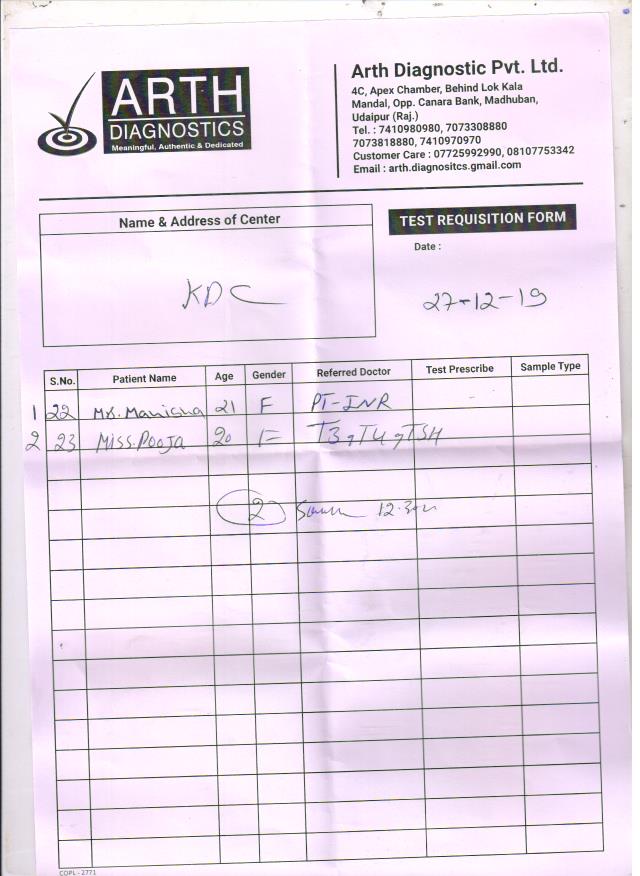 ARTH
DIAGNOSTICS
Meaningful, Authentic & Dedicated
Arth Diagnostic Pvt. Ltd.
4C, Apex Chamber, Behind Lok Kala
Mandal, Opp. Canara Bank, Madhuban,
Udaipur (Raj.)
Tel. : 7410980980, 7073308880
7073818880, 7410970970
Customer Care : 07725992990, 08107753342
Email : arth.diagnositcs.gmail.com
Name & Address of Center
KDC
TEST REQUISITION FORM
Date :
27-12-19
S.No. Patient Name Age Gender Referred Doctor Test Prescribe Sample Type
1 22 Mrs. Manisha 21 F PT-INR
2 23 Miss. Pooja 20 F T3, T4, TSH
2
COPL - 2771